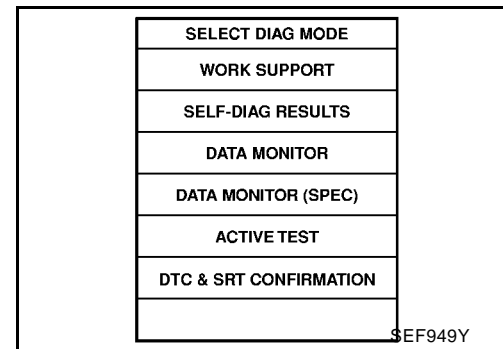 SELECT DIAG MODE
WORK SUPPORT
SELF-DIAG RESULTS
DATA MONITOR
DATA MONITOR (SPEC)
ACTIVE TEST
DTC & SRT CONFIRMATION
SEF949Y